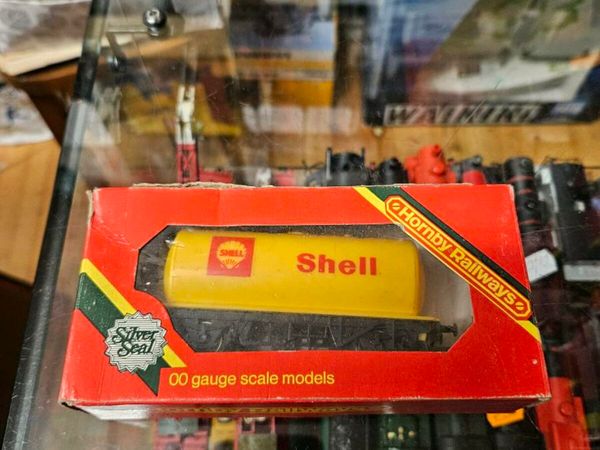 Hornby Railways
SHELL
Shell
Silver
Seal
00 gauge scale models